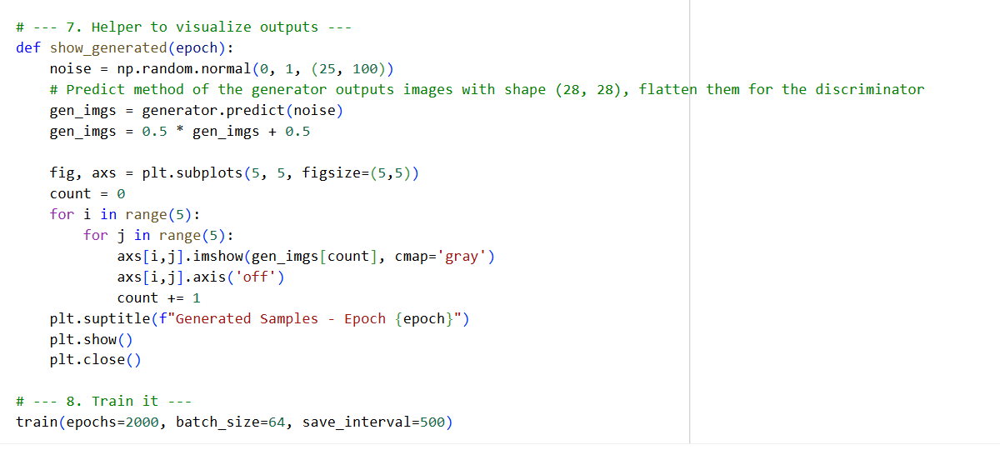 # --- 7. Helper to visualize outputs ---
def show_generated(epoch):
    noise = np.random.normal(0, 1, (25, 100))
    # Predict method of the generator outputs images with shape (28, 28), flatten them for the discriminator
    gen_imgs = generator.predict(noise)
    gen_imgs = 0.5 * gen_imgs + 0.5

    fig, axs = plt.subplots(5, 5, figsize=(5,5))
    count = 0
    for i in range(5):
        for j in range(5):
            axs[i,j].imshow(gen_imgs[count], cmap='gray')
            axs[i,j].axis('off')
            count += 1
    plt.suptitle(f"Generated Samples - Epoch {epoch}")
    plt.show()
    plt.close()

# --- 8. Train it ---
train(epochs=2000, batch_size=64, save_interval=500)